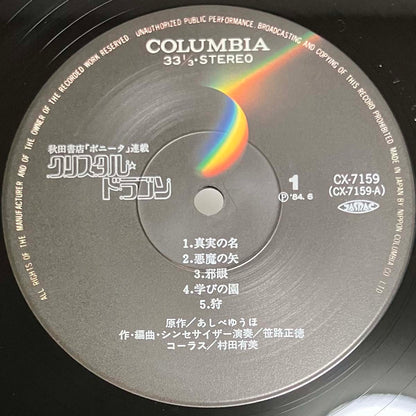 ALL RIGHTS OF THE MANUFACTURER AND OF THE OWNER OF THE RECORDED WORK RESERVED UNAUTHORIZED PUBLIC PERFORMANCE, BROADCASTING AND COPYING OF THIS RECORD PROHIBITED MADE IN JAPAN BY NIPPON COLUMBIA CO. LTD.
COLUMBIA
33⅓・STEREO
秋田書店「ボニータ」連載
クリスタル☆
ドラゴン
1
Ⓟ'84. 6
CX-7159
(CX-7159-A)
1.真実の名
2.悪魔の矢
3.邪眼
4.学びの園
5.狩
原作/あしべゆうほ
作・編曲・シンセサイザー演奏/笹路正徳
コーラス/村田有美